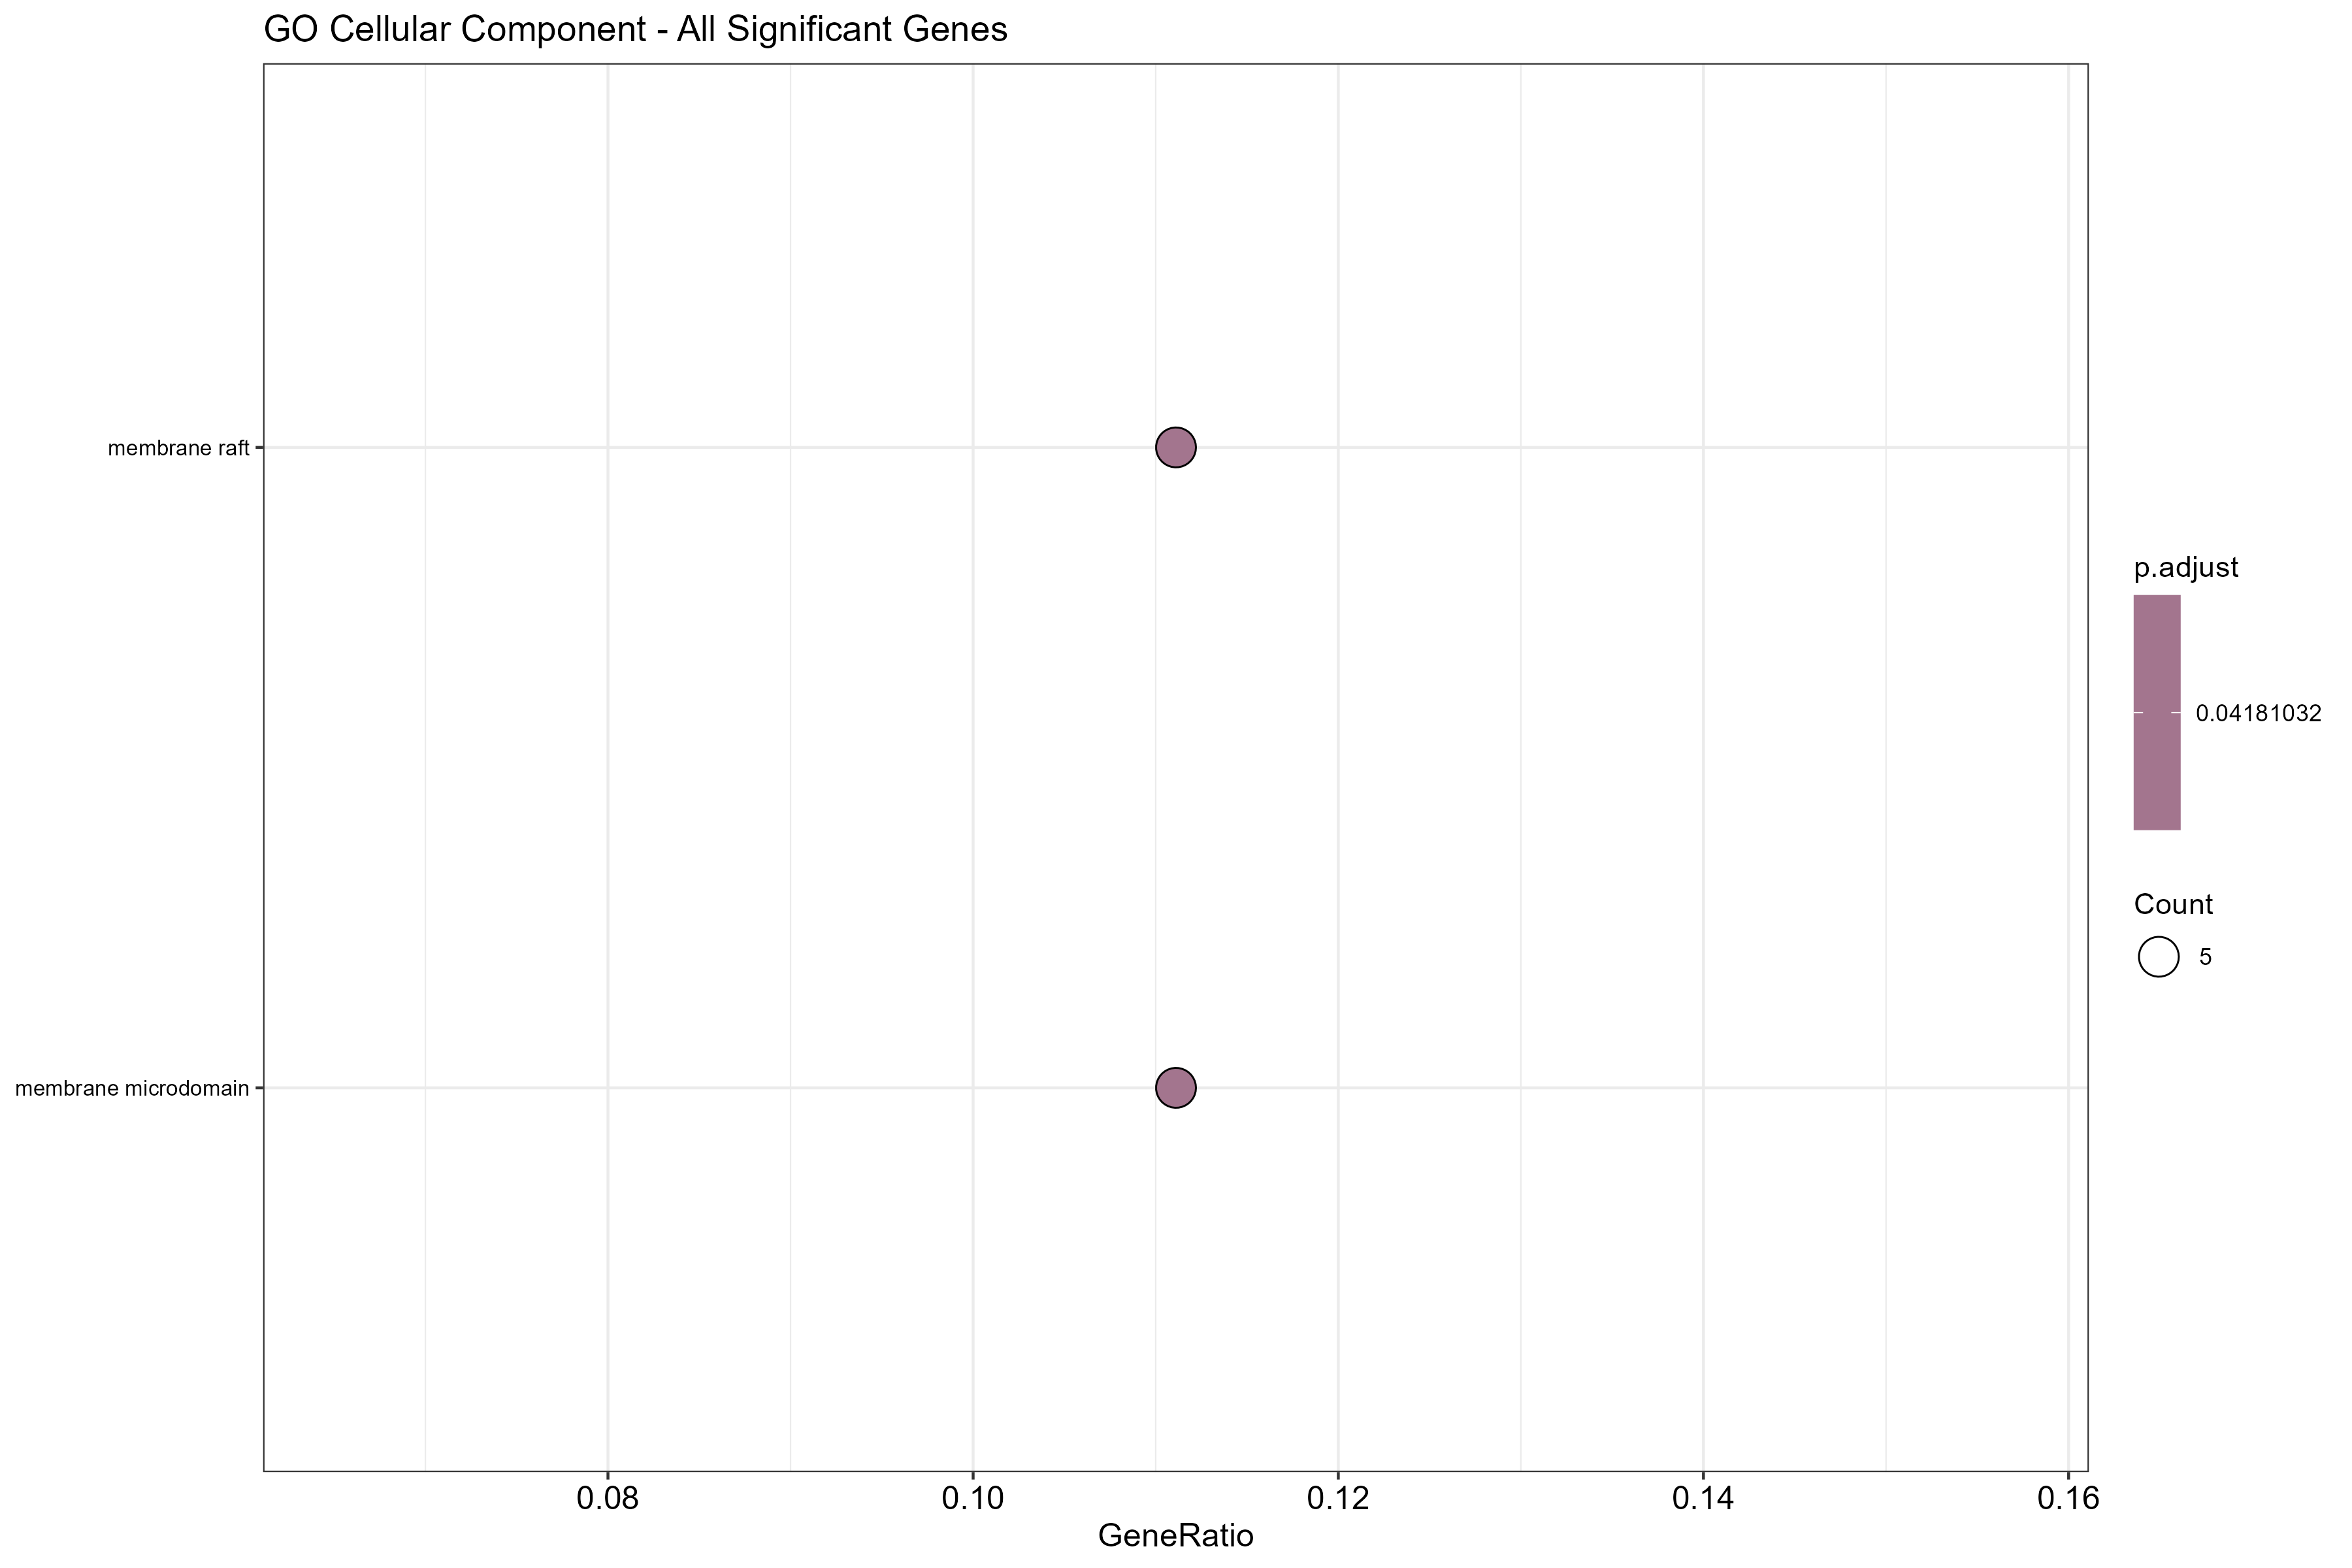 GO Cellular Component - All Significant Genes
membrane raft
membrane microdomain
0.08
0.10
0.12
0.14
0.16
GeneRatio
p.adjust
0.04181032
Count
5